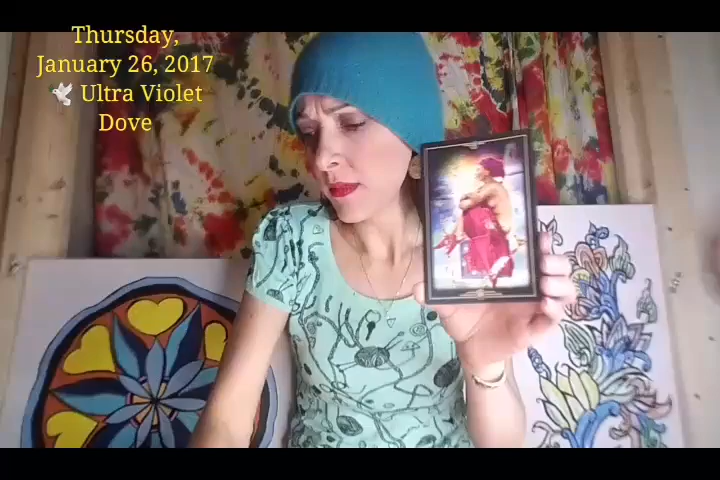 Thursday,
January 26, 2017
🕊 Ultra Violet
Dove